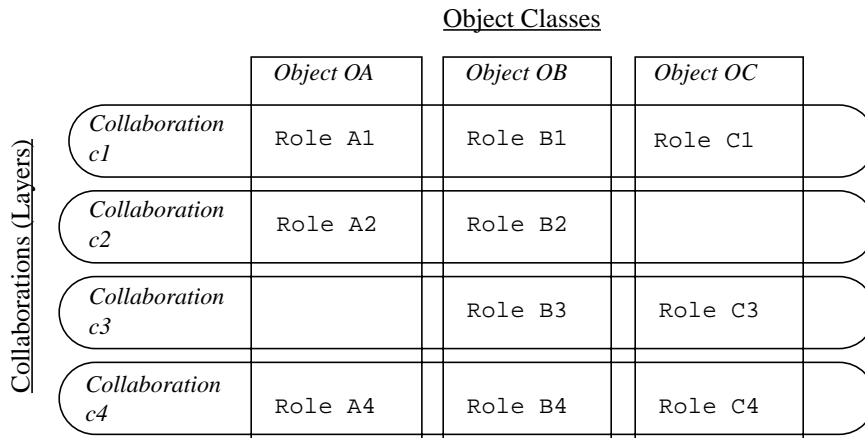 Object Classes
Object OA
Object OB
Object OC
Collaborations (Layers)
Collaboration
c1
Role A1
Role B1
Role C1
Collaboration
c2
Role A2
Role B2
Collaboration
c3
Role B3
Role C3
Collaboration
c4
Role A4
Role B4
Role C4